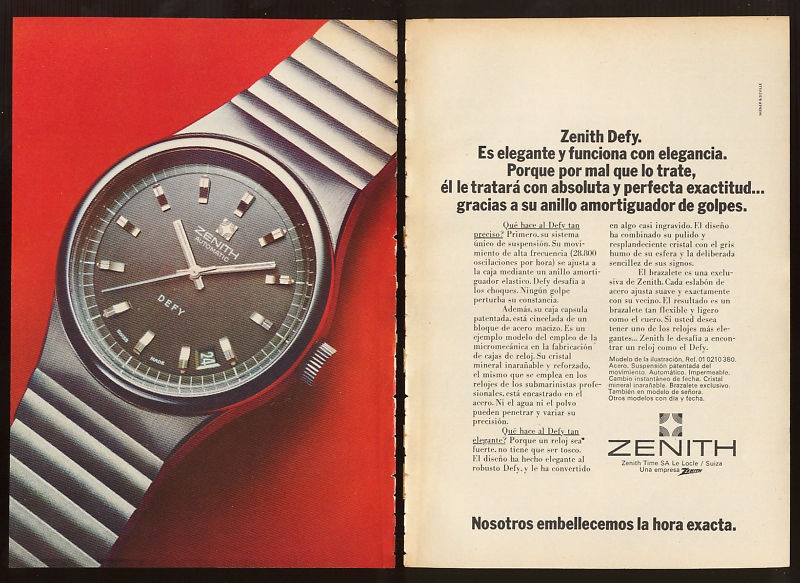 ZENITH
AUTOMATIC
DEFY
24
SWISS
MADE
Zenith Defy.
Es elegante y funciona con elegancia.
Porque por mal que lo trate,
él le tratará con absoluta y perfecta exactitud...
gracias a su anillo amortiguador de golpes.
Qué hace al Defy tan
preciso? Primero, su sistema
único de suspensión. Su movi-
miento de alta frecuencia (28.800
oscilaciones por hora) se ajusta a
la caja mediante un anillo amorti-
guador elastico. Defy desafia a
los choques. Ningún golpe
perturba su constancia.
Además, su caja capsula
patentada, está cincelada de un
bloque de acero macizo. Es un
ejemplo modelo del empleo de la
micromecánica en la fabricación
de cajas de reloj. Su cristal
mineral inarañable y reforzado,
el mismo que se emplea en los
relojes de los submarinistas profe-
sionales, está encastrado en el
acero. Ni el agua ni el polvo
pueden penetrar y variar su
precisión.
Qué hace al Defy tan
elegante? Porque un reloj sea
fuerte, no tiene que ser tosco.
El diseño ha hecho elegante al
robusto Defy, y le ha convertido
en algo casi ingravido. El diseño
ha combinado su pulido y
resplandeciente cristal con el gris
humo de su esfera y la deliberada
sencillez de sus signos.
El brazalete es una exclu-
siva de Zenith. Cada eslabón de
acero ajusta suave y exactamente
con su vecino. El resultado es un
brazalete tan flexible y ligero
como el cuero. Si usted desea
tener uno de los relojes más ele-
gantes... Zenith le desafia a encon-
trar un reloj como el Defy.
Modelo de la ilustración, Ref. 01 0210 380.
Acero. Suspensión patentada del
movimiento. Automático. Impermeable.
Cambio instantáneo de fecha. Cristal
mineral inarañable. Brazalete exclusivo.
También en modelo de señora.
Otros modelos con día y fecha.
ZENITH
Zenith Time SA Le Locle / Suiza
Una empresa Zenith
Nosotros embellecemos la hora exacta.